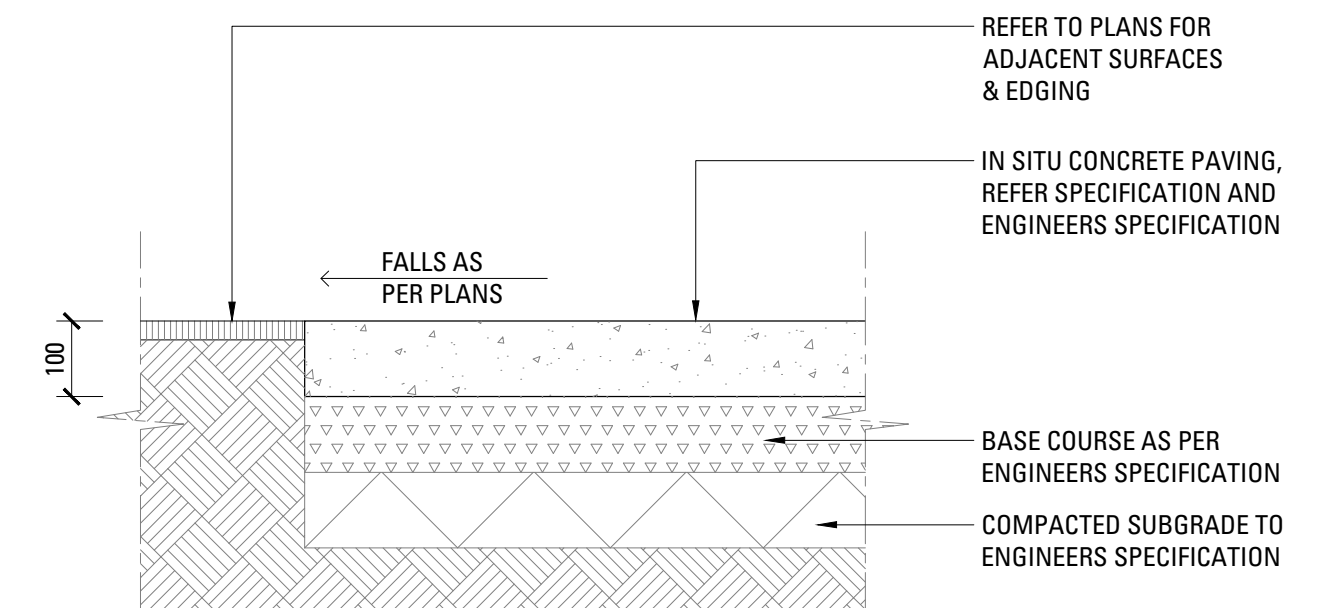 REFER TO PLANS FOR
ADJACENT SURFACES
& EDGING
IN SITU CONCRETE PAVING,
REFER SPECIFICATION AND
ENGINEERS SPECIFICATION
FALLS AS
PER PLANS
100
BASE COURSE AS PER
ENGINEERS SPECIFICATION
COMPACTED SUBGRADE TO
ENGINEERS SPECIFICATION